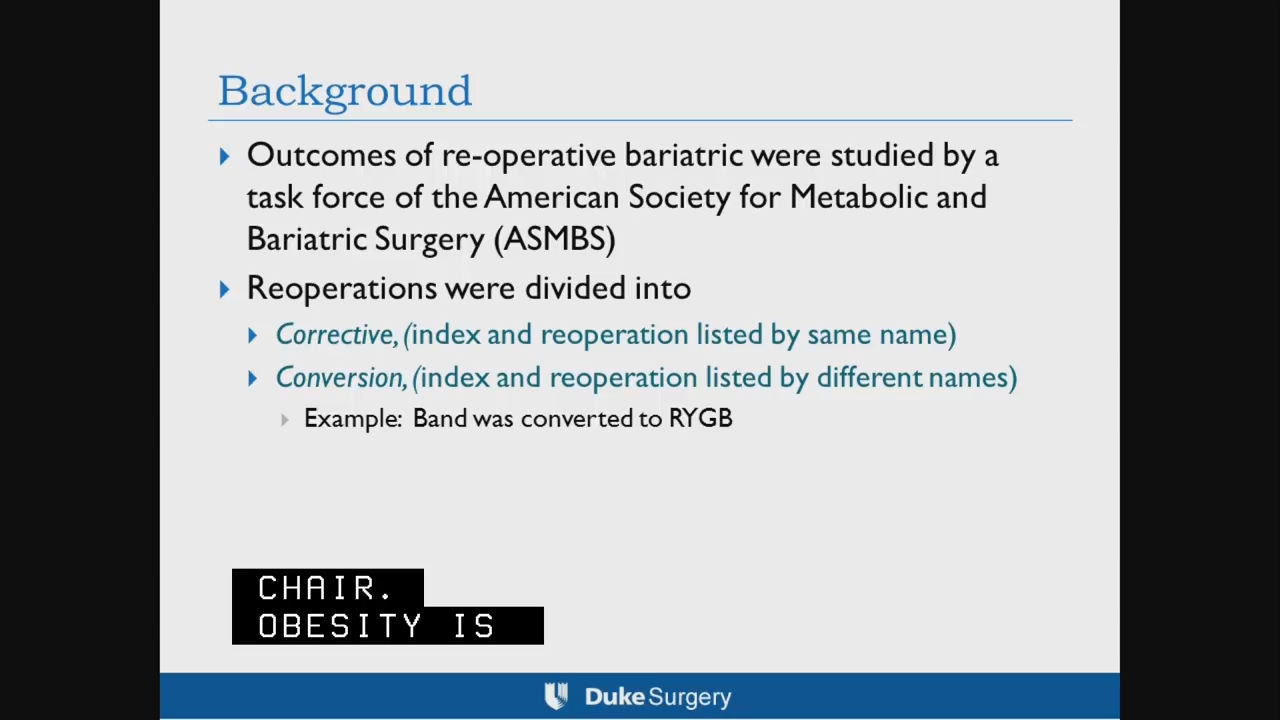 Background
Outcomes of re-operative bariatric were studied by a
task force of the American Society for Metabolic and
Bariatric Surgery (ASMBS)
Reoperations were divided into
Corrective, (index and reoperation listed by same name)
Conversion, (index and reoperation listed by different names)
Example: Band was converted to RYGB
CHAIR.
OBESITY IS
DukeSurgery